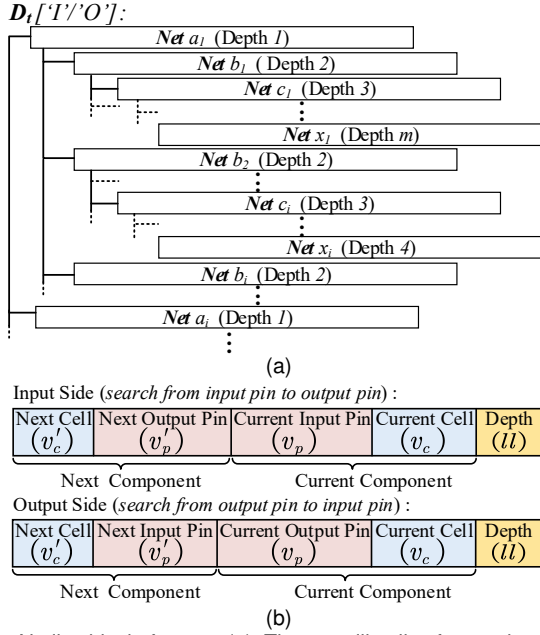 D_t['I'/'O']:
Net a_1 (Depth 1)
Net b_1 (Depth 2)
Net c_1 (Depth 3)
Net x_1 (Depth m)
Net b_2 (Depth 2)
Net c_i (Depth 3)
Net x_i (Depth 4)
Net b_i (Depth 2)
Net a_i (Depth 1)
(a)
Input Side (search from input pin to output pin) :
Next Cell Next Output Pin Current Input Pin Current Cell Depth
(v'_c) (v'_p) (v_p) (v_c) (ll)
Next Component Current Component
Output Side (search from output pin to input pin) :
Next Cell Next Input Pin Current Output Pin Current Cell Depth
(v'_c) (v'_p) (v_p) (v_c) (ll)
Next Component Current Component
(b)